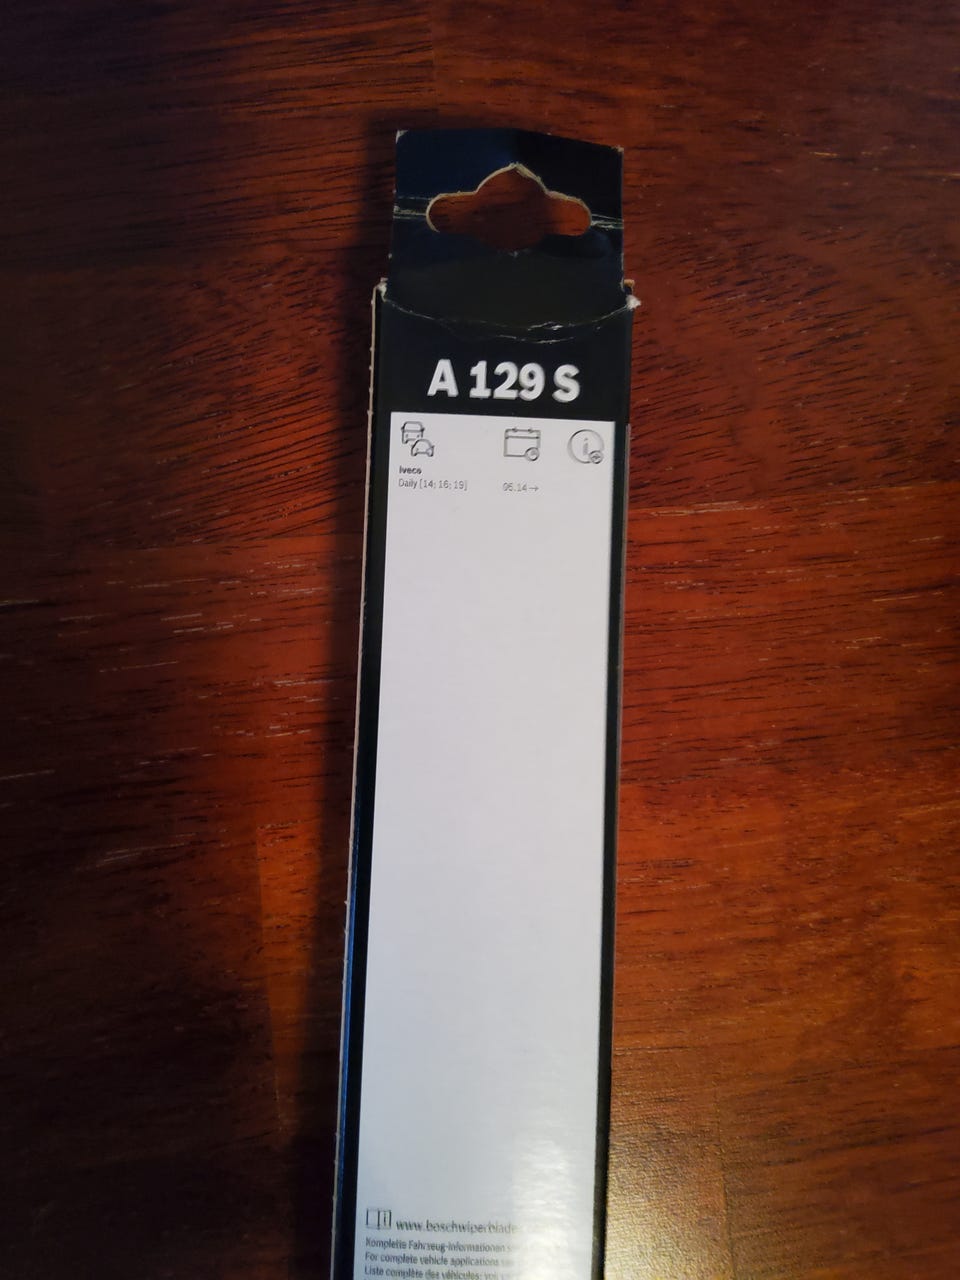 A 129 S
Iveco
Daily [14; 16; 19] 05.14→
www.boschwiperblade
Komplette Fahrzeug-Informationen
For complete vehicle applications
Liste complète des véhicules: